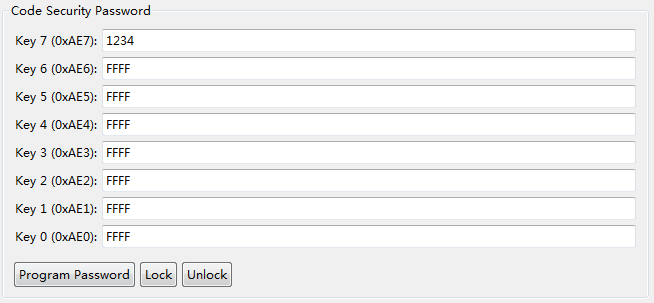 Code Security Password
Key 7 (0xAE7): 1234
Key 6 (0xAE6): FFFF
Key 5 (0xAE5): FFFF
Key 4 (0xAE4): FFFF
Key 3 (0xAE3): FFFF
Key 2 (0xAE2): FFFF
Key 1 (0xAE1): FFFF
Key 0 (0xAE0): FFFF
Program Password Lock Unlock